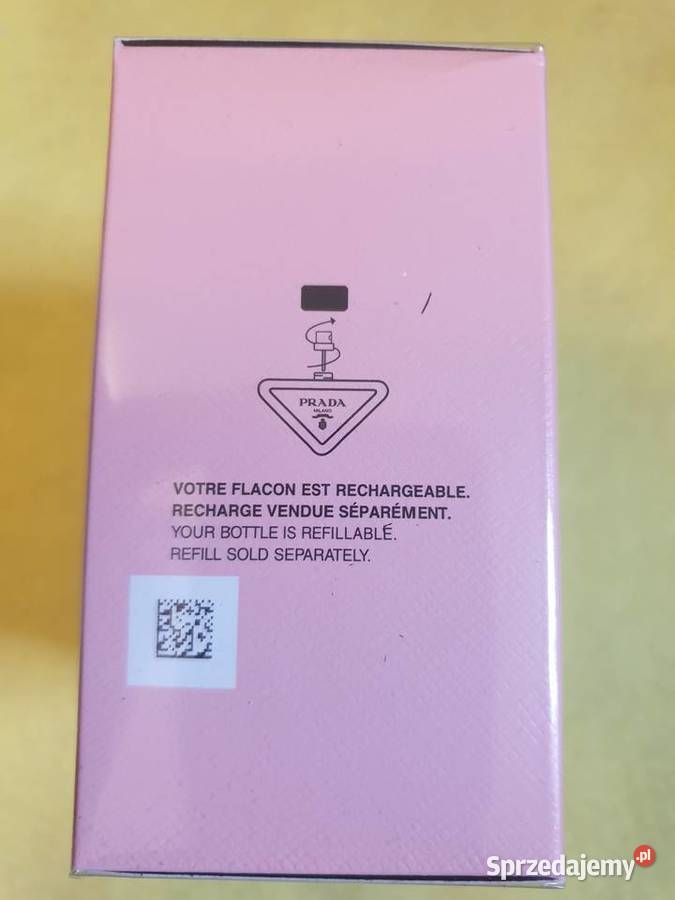 PRADA
MILANO
VOTRE FLACON EST RECHARGEABLE.
RECHARGE VENDUE SÉPARÉMENT.
YOUR BOTTLE IS REFILLABLE.
REFILL SOLD SEPARATELY.
Sprzedajemy.pl